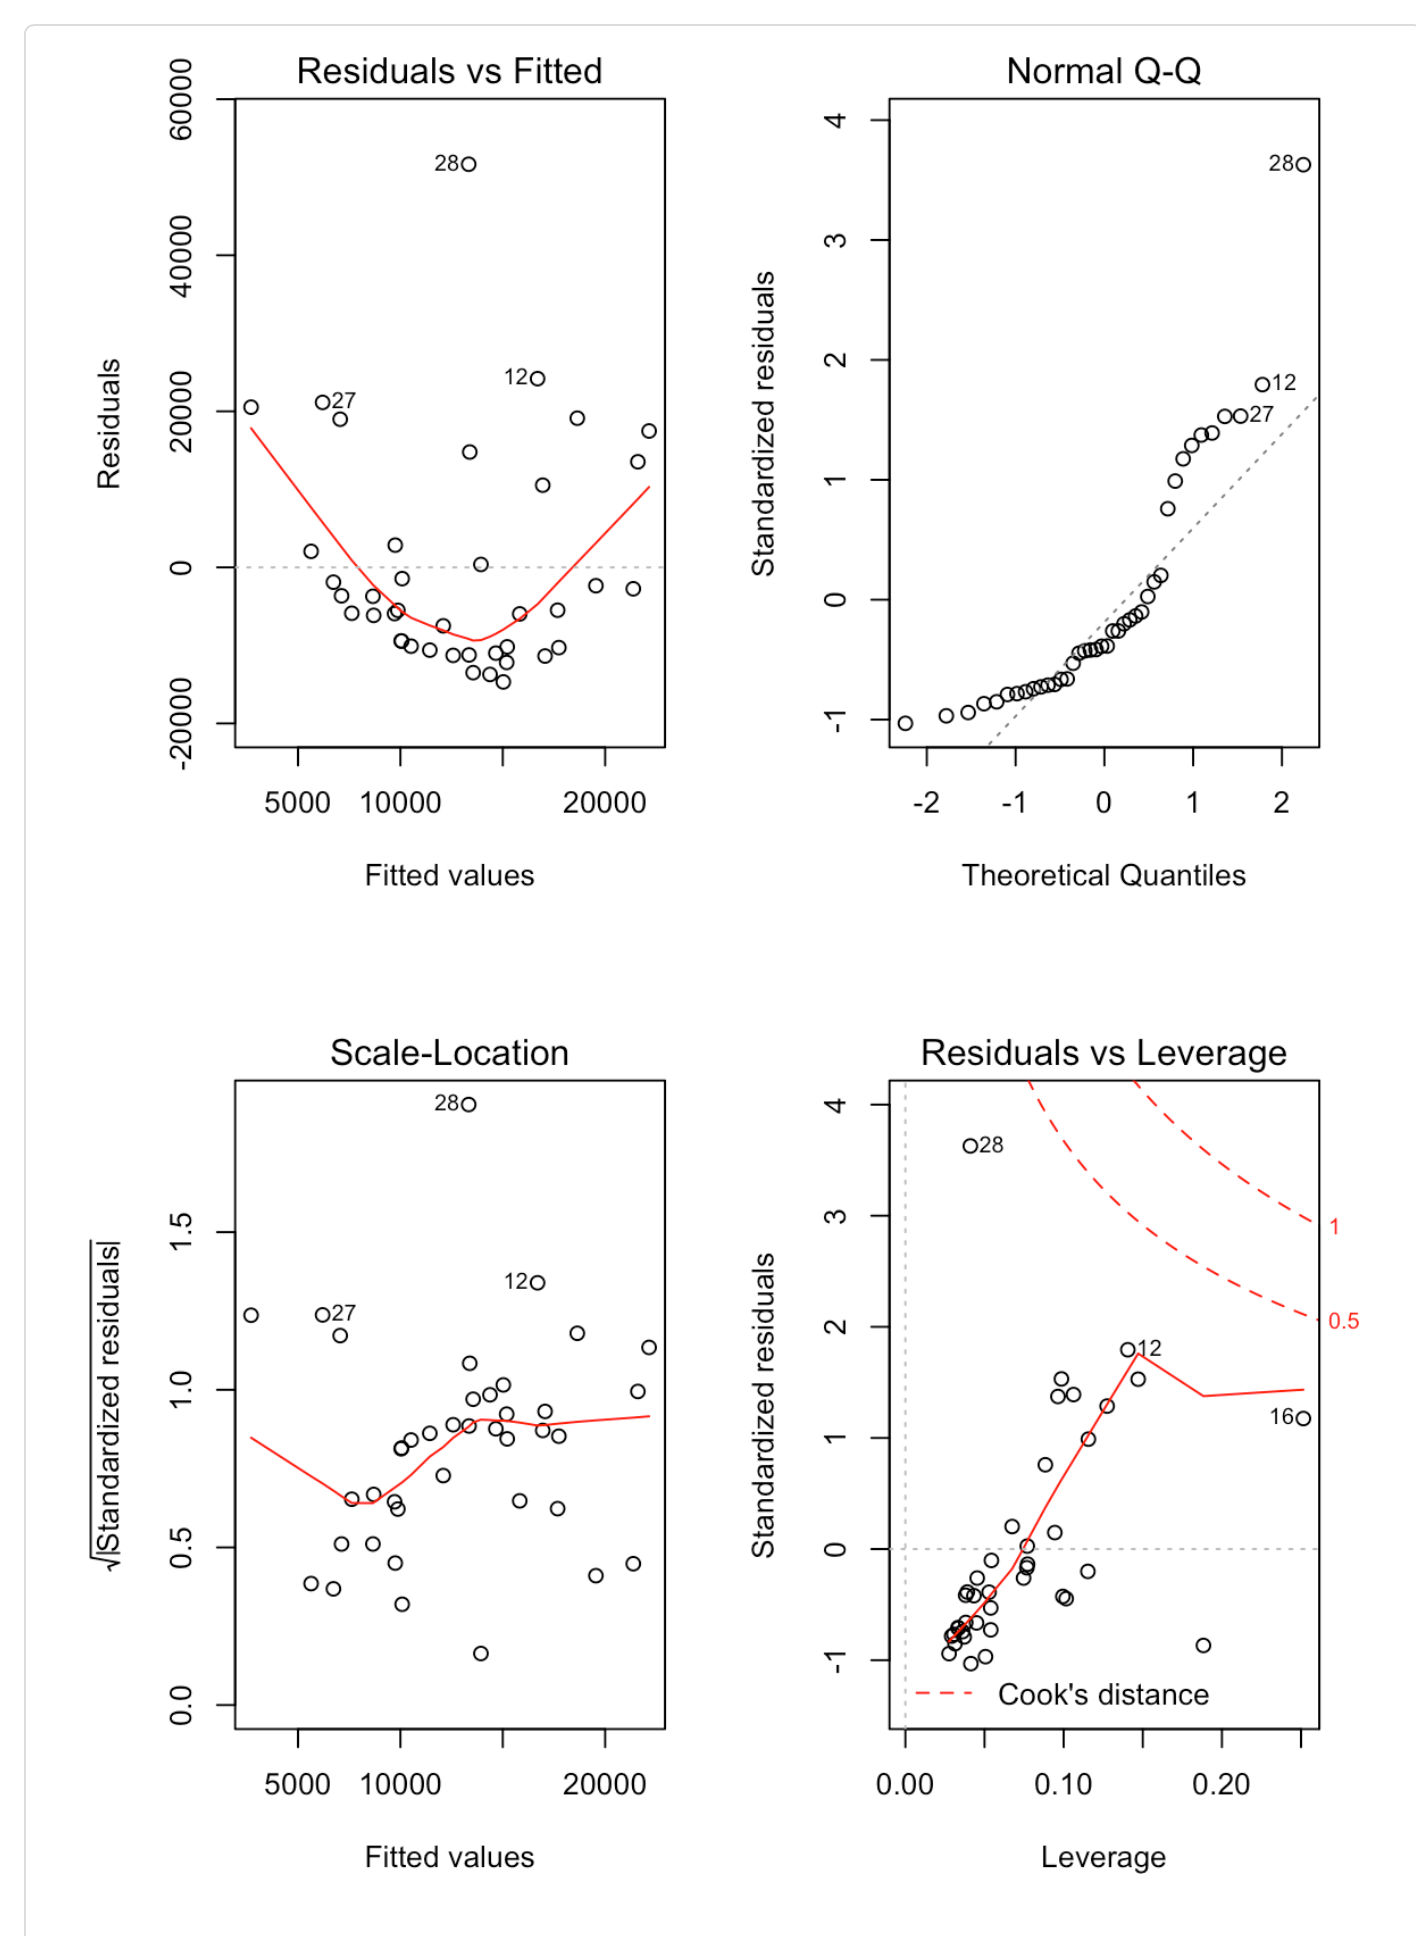 Residuals vs Fitted
60000
40000
20000
0
-20000
Residuals
28
12
27
5000 10000 20000
Fitted values
Normal Q-Q
4
3
2
1
0
-1
Standardized residuals
28
12
27
-2 -1 0 1 2
Theoretical Quantiles
Scale-Location
1.5
1.0
0.5
0.0
√|Standardized residuals|
28
12
27
5000 10000 20000
Fitted values
Residuals vs Leverage
4
3
2
1
0
-1
Standardized residuals
28
1
0.5
12
16
Cook's distance
0.00 0.10 0.20
Leverage